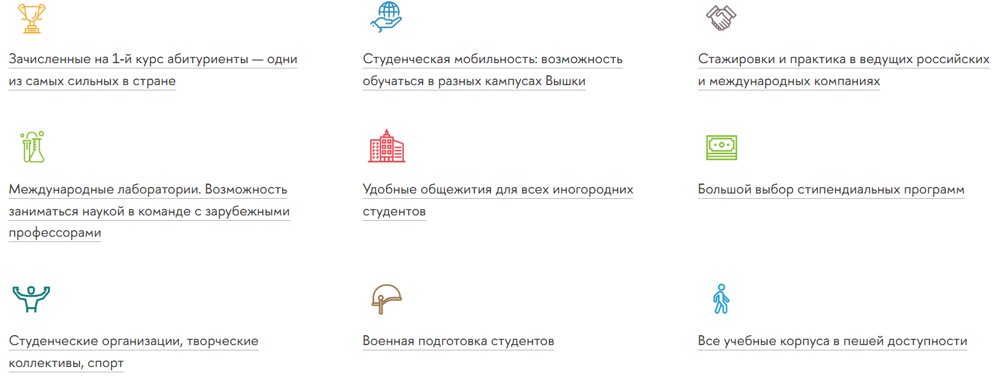 Зачисленные на 1-й курс абитуриенты — одни
из самых сильных в стране
Студенческая мобильность: возможность
обучаться в разных кампусах Вышки
Стажировки и практика в ведущих российских
и международных компаниях
Международные лаборатории. Возможность
заниматься наукой в команде с зарубежными
профессорами
Удобные общежития для всех иногородних
студентов
Большой выбор стипендиальных программ
Студенческие организации, творческие
коллективы, спорт
Военная подготовка студентов
Все учебные корпуса в пешей доступности